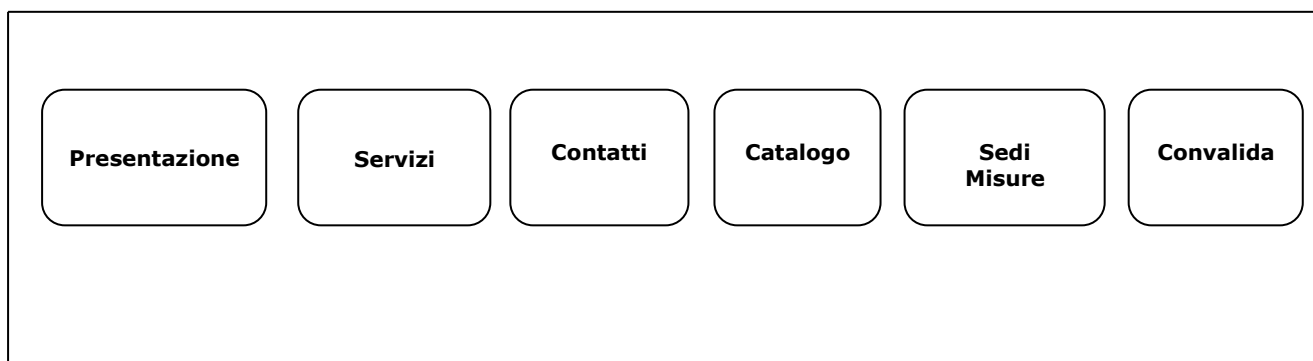 Presentazione
Servizi
Contatti
Catalogo
Sedi
Misure
Convalida